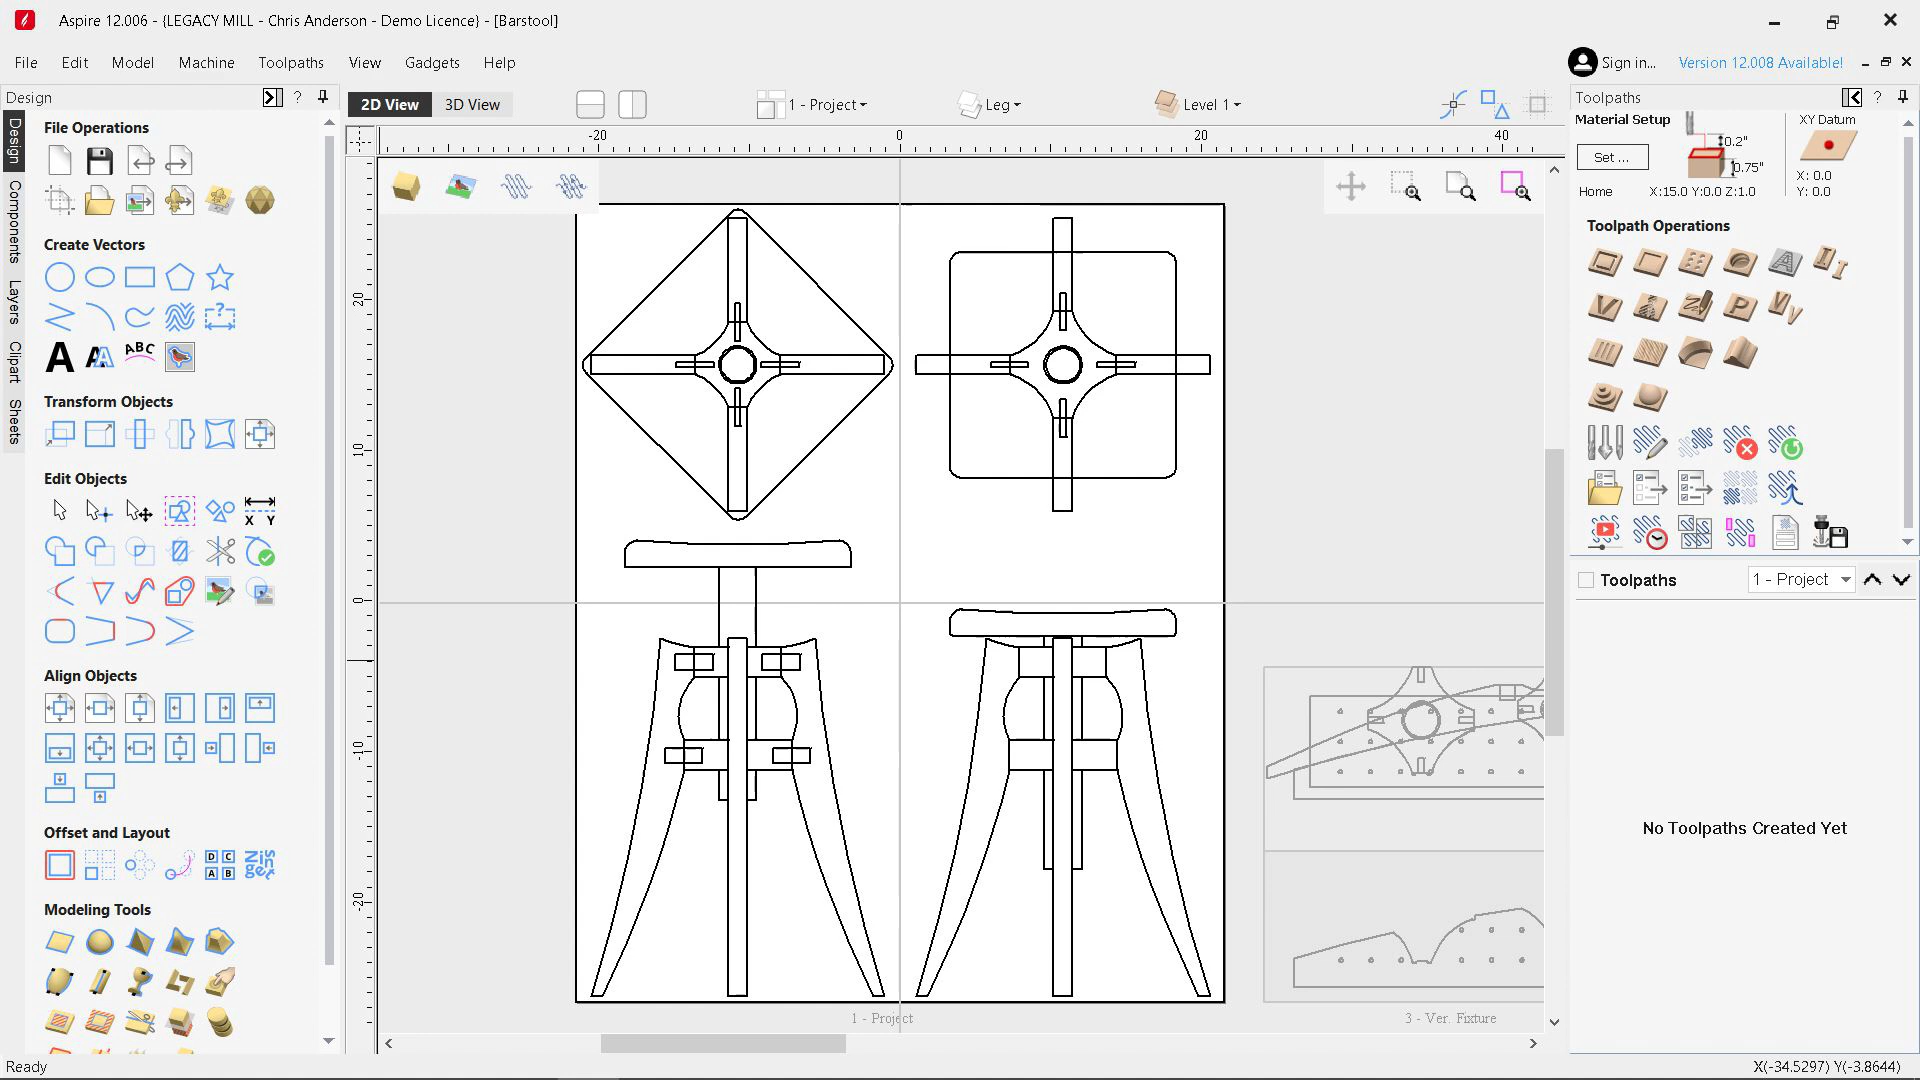 Aspire 12.006 - {LEGACY MILL - Chris Anderson - Demo Licence} - [Barstool]
File Edit Model Machine Toolpaths View Gadgets Help
Sign in...
Version 12.008 Available!
Design
2D View 3D View
1 - Project
Leg
Level 1
Toolpaths
Design
Components
Layers
Clipart
Sheets
File Operations
Create Vectors
Transform Objects
Edit Objects
X Y
Align Objects
Offset and Layout
Modeling Tools
-20 0 20 40
20
10
0
-10
-20
1 - Project
3 - Ver. Fixture
Material Setup
Set ...
0.2"
0.75"
XY Datum
X: 0.0
Y: 0.0
Home X:15.0 Y:0.0 Z:1.0
Toolpath Operations
Toolpaths
1 - Project
No Toolpaths Created Yet
Ready
X(-34.5297) Y(-3.8644)